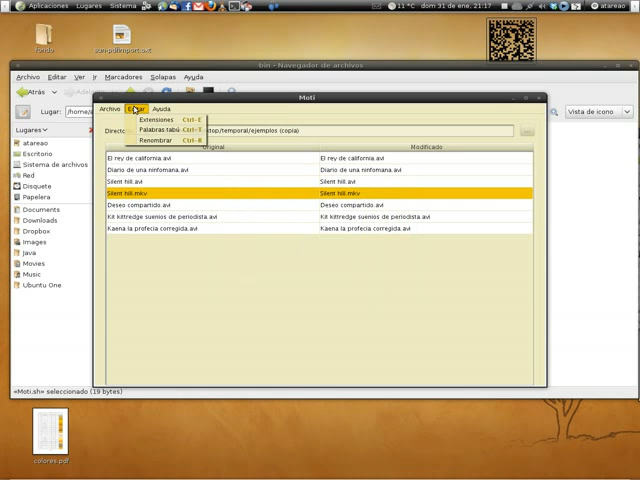 Aplicaciones Lugares Sistema 11 °C dom 31 de ene, 21:17 atareao
fondo sun-pdfimport.oxt
bin - Navegador de archivos
Archivo Editar Ver Ir Marcadores Solapas Ayuda
Atrás
Lugar: Vista de icono
Lugares
atareao
Escritorio
Sistema de archivos
Red
Disquete
Papelera
Documents
Downloads
Dropbox
Images
Java
Movies
Music
Ubuntu One
«Moti.sh» seleccionado (19 bytes)
Moti
Archivo Editar Ayuda
Extensiones Ctrl-E
Palabras tabú Ctrl-T
Renombrar Ctrl-R
/temporal/ejemplos (copia)
Original Modificado
El rey de california.avi El rey de california.avi
Diario de una ninfomana.avi Diario de una ninfomana.avi
Silent hill.avi Silent hill.avi
Silent hill.mkv Silent hill.mkv
Deseo compartido.avi Deseo compartido.avi
Kit kittredge suenios de periodista.avi Kit kittredge suenios de periodista.avi
Kaena la profecia corregida.avi Kaena la profecia corregida.avi
colores.pdf